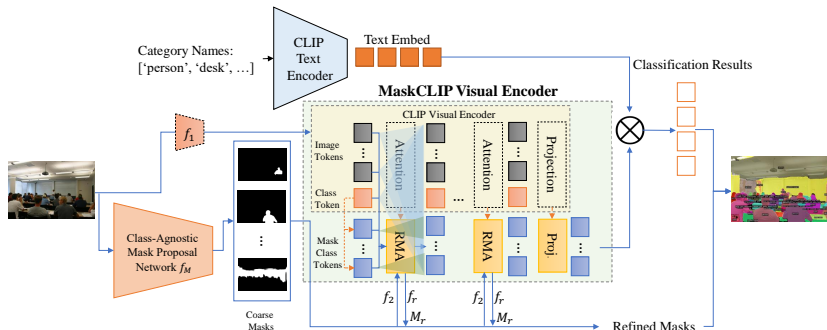 Category Names:
['person', 'desk', …]
CLIP
Text
Encoder
Text Embed
Classification Results
MaskCLIP Visual Encoder
CLIP Visual Encoder
f1
Image
Tokens
Attention
Attention
Projection
Class
Token
...
...
Class-Agnostic
Mask Proposal
Network fM
Mask
Class
Tokens
RMA
...
RMA
Proj.
Coarse
Masks
f2
fr
Mr
f2
fr
Mr
Refined Masks